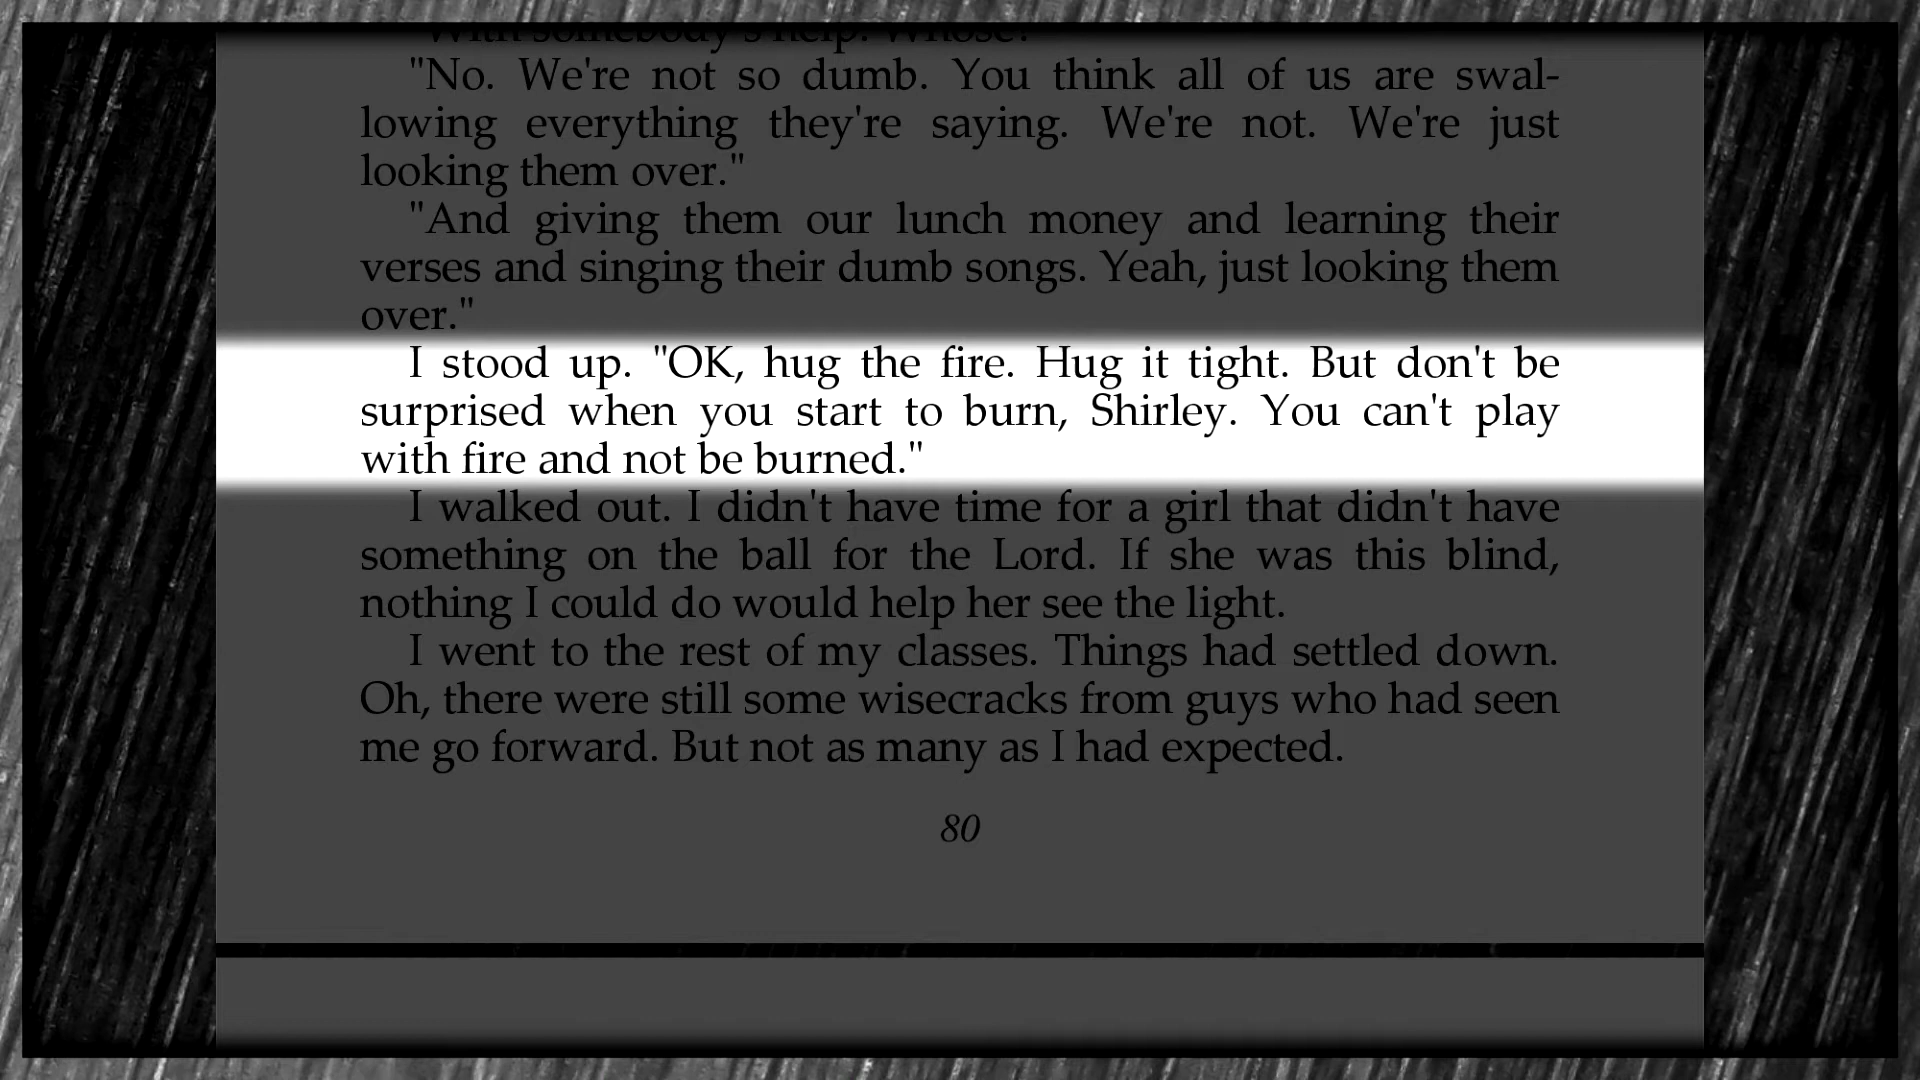 With somebody's help. Whose?
"No. We're not so dumb. You think all of us are swal-
lowing everything they're saying. We're not. We're just
looking them over."
"And giving them our lunch money and learning their
verses and singing their dumb songs. Yeah, just looking them
over."
I stood up. "OK, hug the fire. Hug it tight. But don't be
surprised when you start to burn, Shirley. You can't play
with fire and not be burned."
I walked out. I didn't have time for a girl that didn't have
something on the ball for the Lord. If she was this blind,
nothing I could do would help her see the light.
I went to the rest of my classes. Things had settled down.
Oh, there were still some wisecracks from guys who had seen
me go forward. But not as many as I had expected.
80